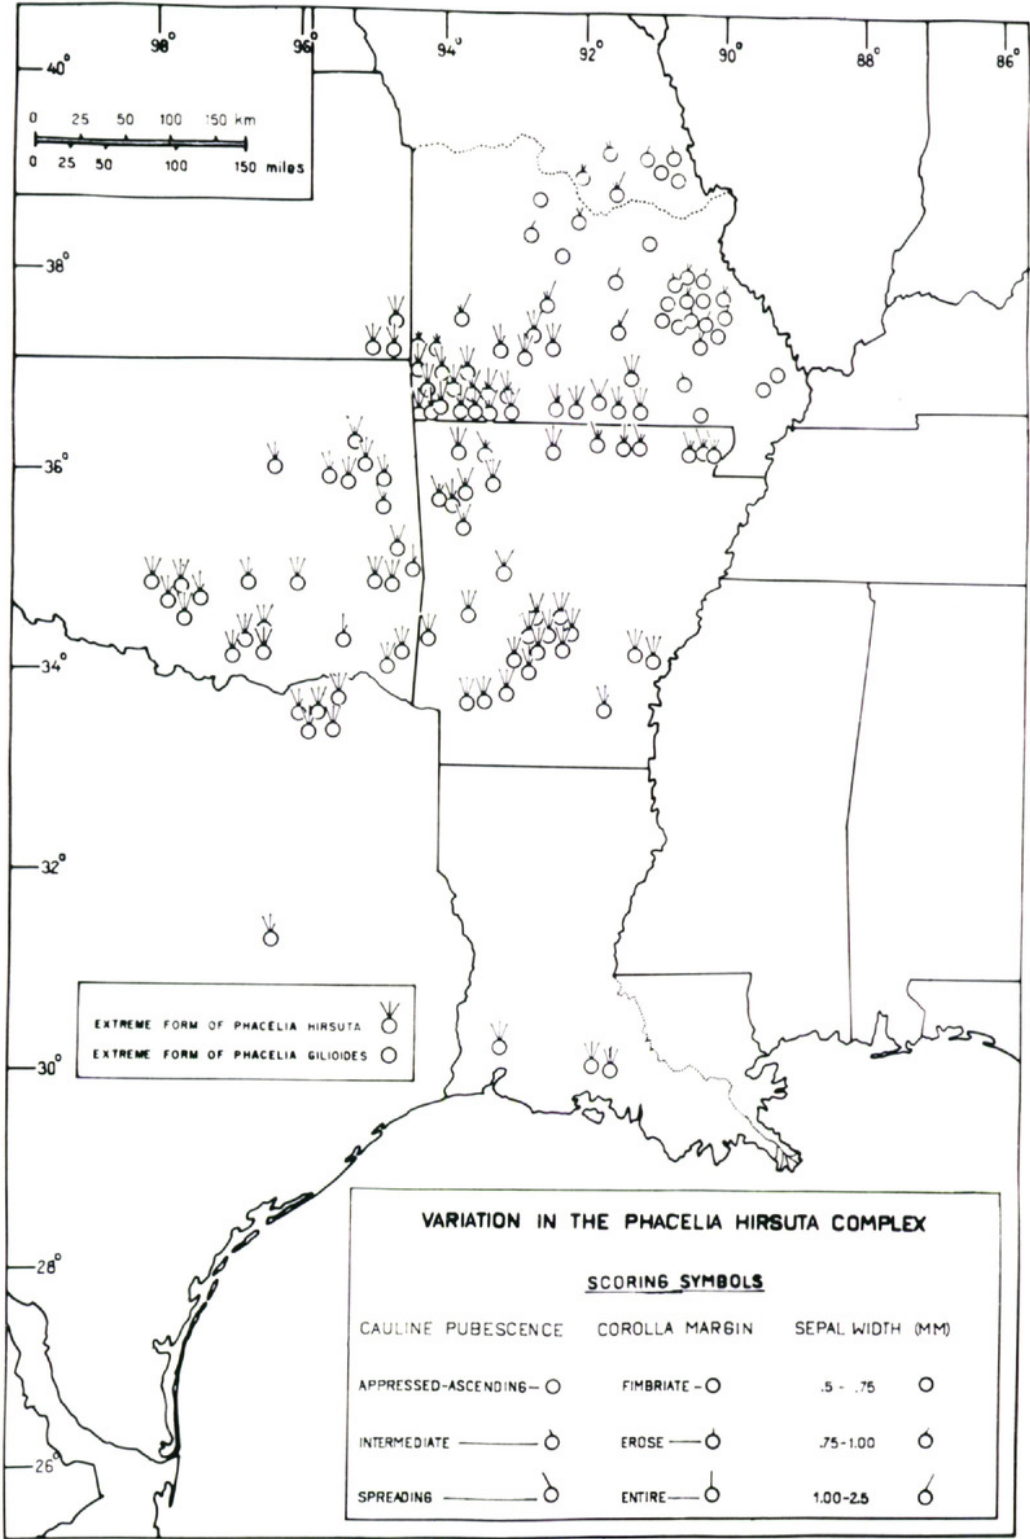 98° 96° 94° 92° 90° 88° 86°
40°
0 25 50 100 150 km
0 25 50 100 150 miles
38°
36°
34°
32°
EXTREME FORM OF PHACELIA HIRSUTA
EXTREME FORM OF PHACELIA GILIOIDES
30°
VARIATION IN THE PHACELIA HIRSUTA COMPLEX
28°
SCORING SYMBOLS
CAULINE PUBESCENCE COROLLA MARGIN SEPAL WIDTH (MM)
APPRESSED-ASCENDING FIMBRIATE .5 - .75
26°
INTERMEDIATE EROSE .75-1.00
SPREADING ENTIRE 1.00-2.5